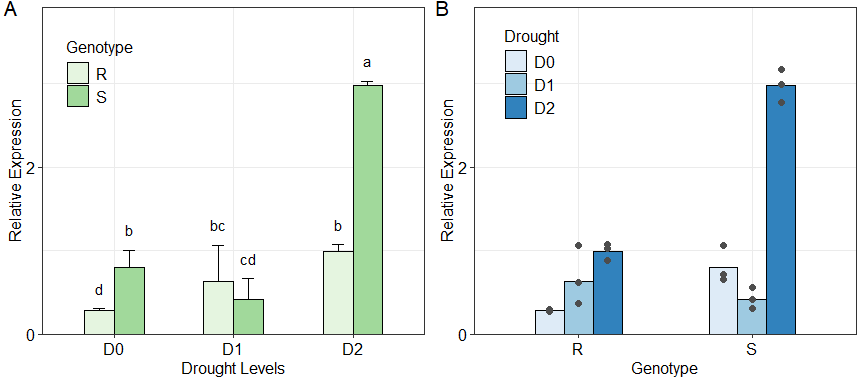 A
Genotype
R
S
a
b
b
bc
cd
d
2
0
Relative Expression
D0 D1 D2
Drought Levels
B
Drought
D0
D1
D2
2
0
Relative Expression
R S
Genotype